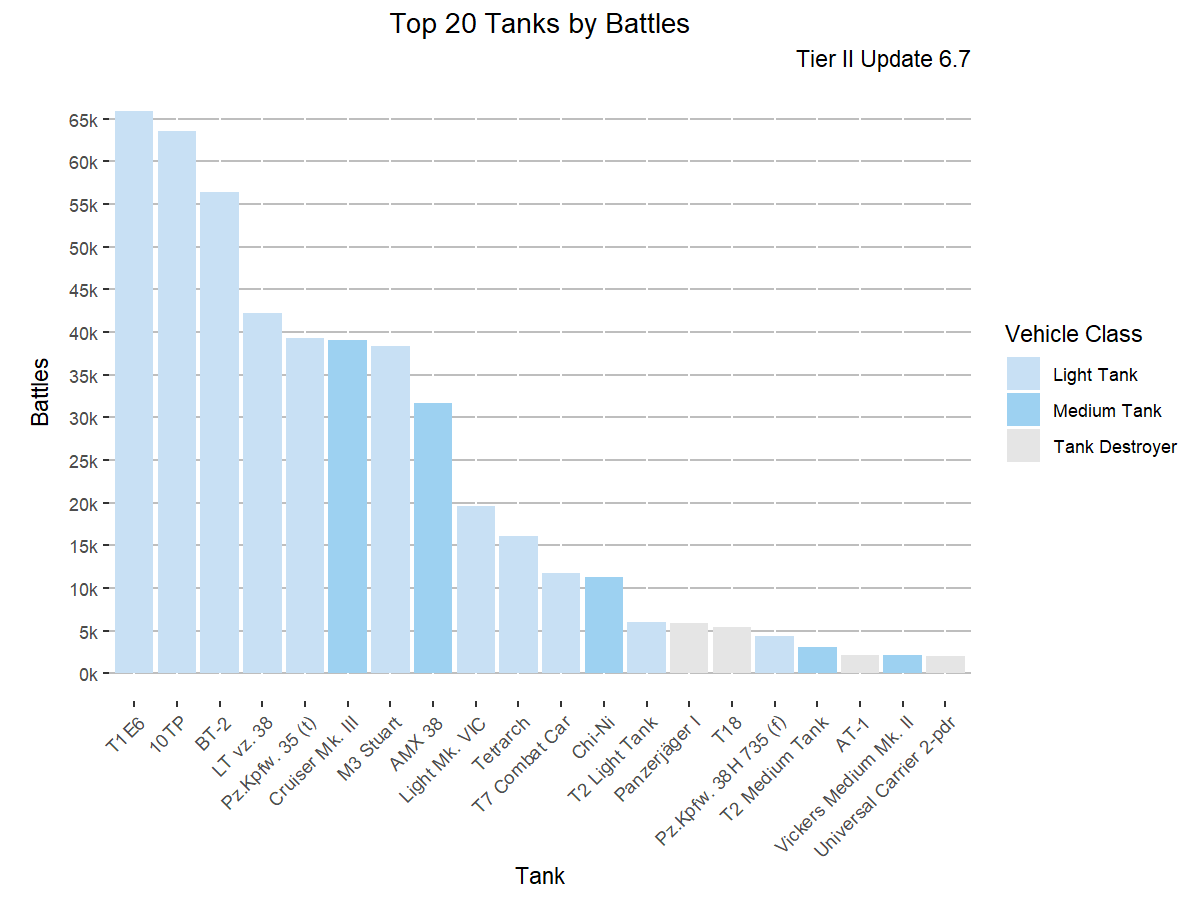 Top 20 Tanks by Battles
Tier II Update 6.7
65k
60k
55k
50k
45k
40k
35k
30k
25k
20k
15k
10k
5k
0k
Battles
T1E6
10TP
BT-2
LT vz. 38
Pz.Kpfw. 35 (t)
Cruiser Mk. III
M3 Stuart
AMX 38
Light Mk. VIC
Tetrarch
T7 Combat Car
Chi-Ni
T2 Light Tank
Panzerjäger I
T18
Pz.Kpfw. 38H 735 (f)
T2 Medium Tank
AT-1
Vickers Medium Mk. II
Universal Carrier 2-pdr
Tank
Vehicle Class
Light Tank
Medium Tank
Tank Destroyer